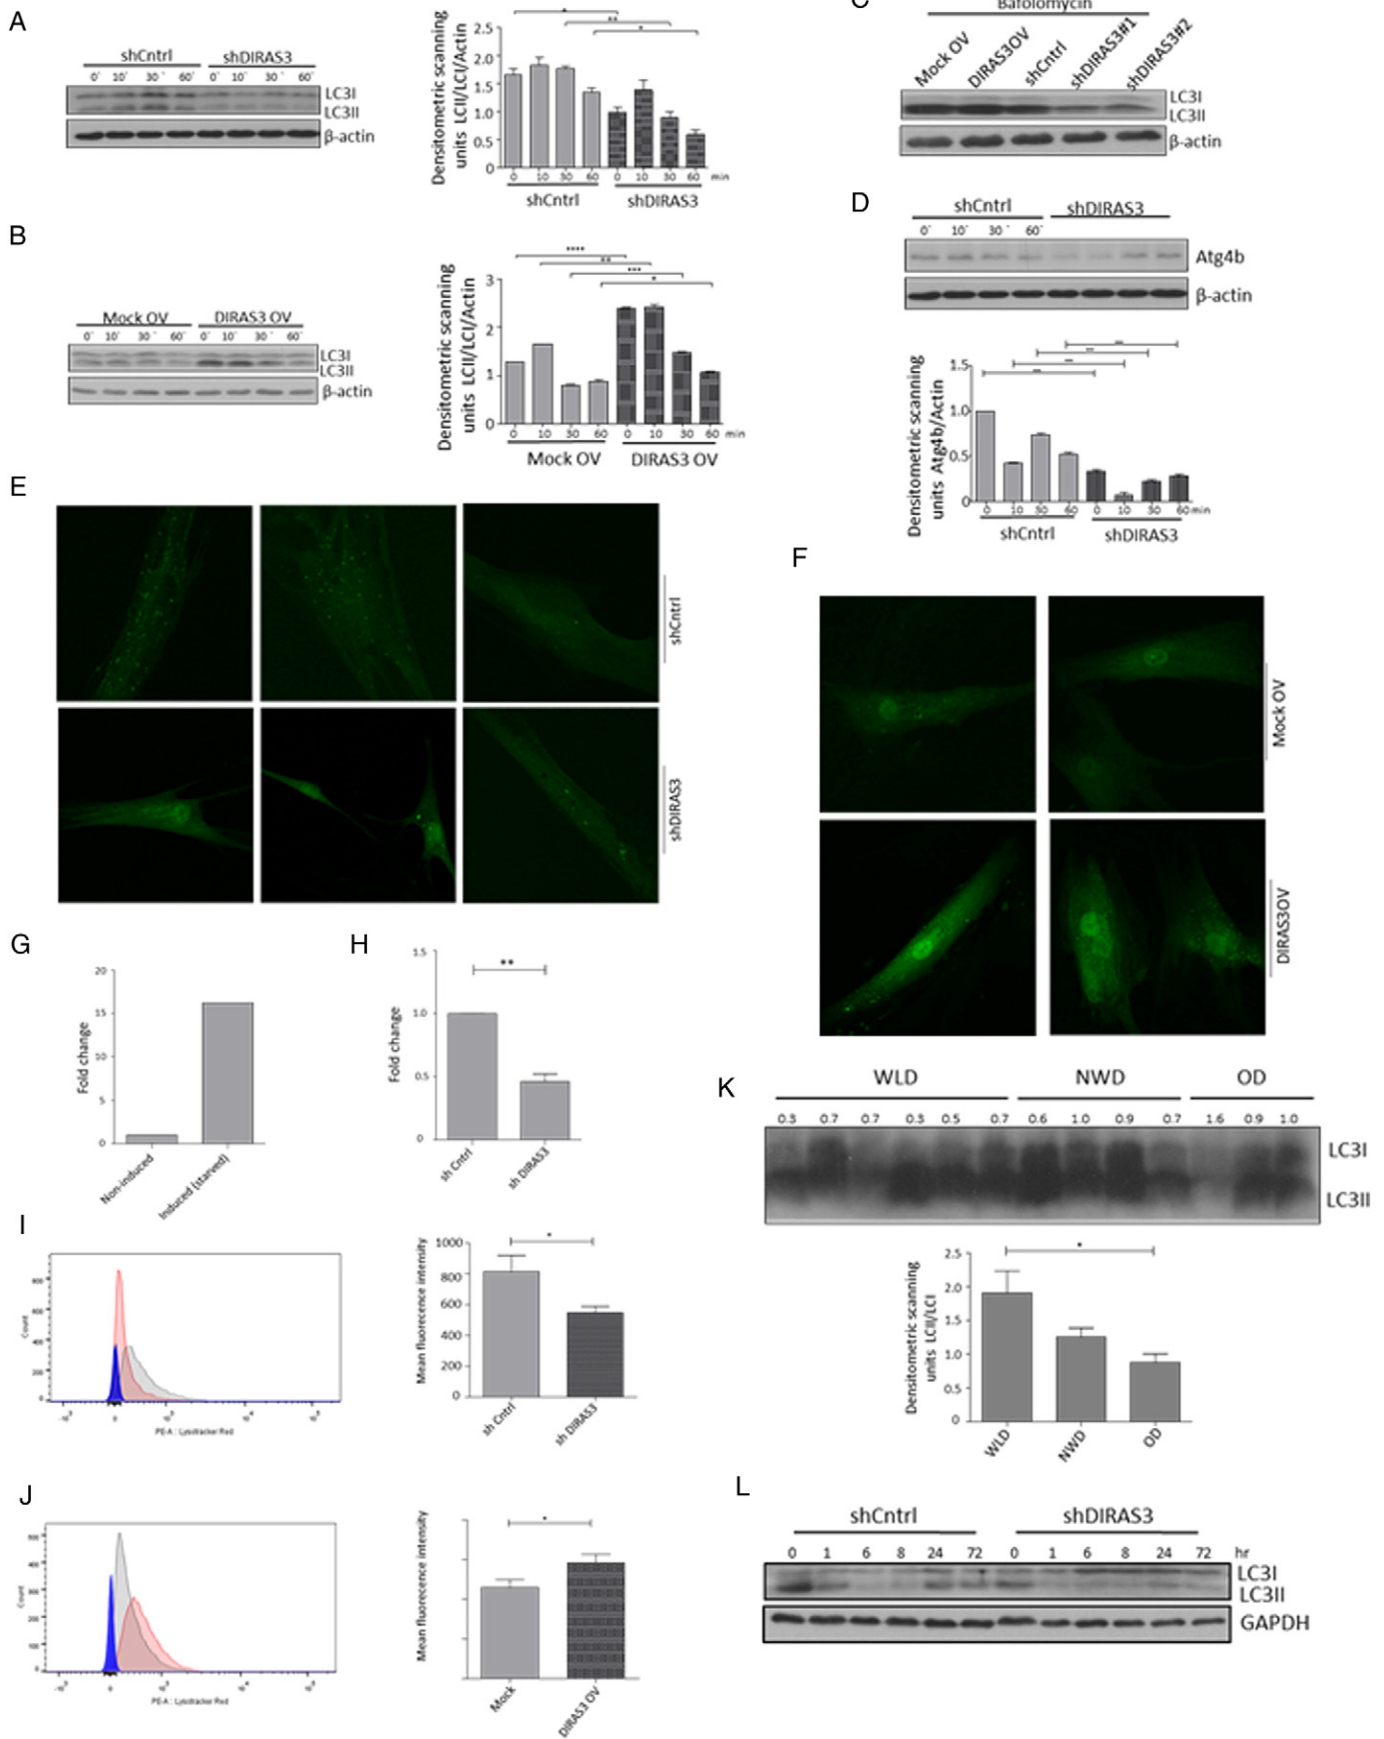 A
shCntrl shDIRAS3
0` 10` 30` 60` 0` 10` 30` 60`
LC3I
LC3II
β-actin
Densitometric scanning
units LCII/LCI/Actin
2.5
2.0
1.5
1.0
0.5
0
* ** *
0 10 30 60 0 10 30 60 min
shCntrl shDIRAS3
B
Mock OV DIRAS3 OV
0` 10` 30` 60` 0` 10` 30` 60`
LC3I
LC3II
β-actin
Densitometric scanning
units LCII/LCI/Actin
3
2
1
0
**** ** *** *
0 10 30 60 0 10 30 60 min
Mock OV DIRAS3 OV
C
Bafolomycin
Mock OV DIRAS3OV shCntrl shDIRAS3#1 shDIRAS3#2
LC3I
LC3II
β-actin
D
shCntrl shDIRAS3
0` 10` 30` 60`
Atg4b
β-actin
Densitometric scanning
units Atg4b/Actin
1.5
1.0
0.5
0
0 10 30 60 0 10 30 60 min
shCntrl shDIRAS3
E
shCntrl
shDIRAS3
F
Mock OV
DIRAS3OV
G
Fold change
20
15
10
5
0
Non-induced
Induced (starved)
H
Fold change
1.5
1.0
0.5
0
**
sh Cntrl
sh DIRAS3
I
Count
0
PE-A : Lysotracker Red
Mean fluorecence intensity
1000
800
600
400
200
0
*
sh Cntrl
sh DIRAS3
J
Count
0
PE-A : Lysotracker Red
Mean fluorecence intensity
*
Mock
DIRAS3 OV
K
WLD NWD OD
0.3 0.7 0.7 0.3 0.5 0.7 0.6 1.0 0.9 0.7 1.6 0.9 1.0
LC3I
LC3II
Densitometric scanning
units LCII/LCI
2.5
2.0
1.5
1.0
0.5
0
*
WLD
NWD
OD
L
shCntrl shDIRAS3
0 1 6 8 24 72 0 1 6 8 24 72 hr
LC3I
LC3II
GAPDH